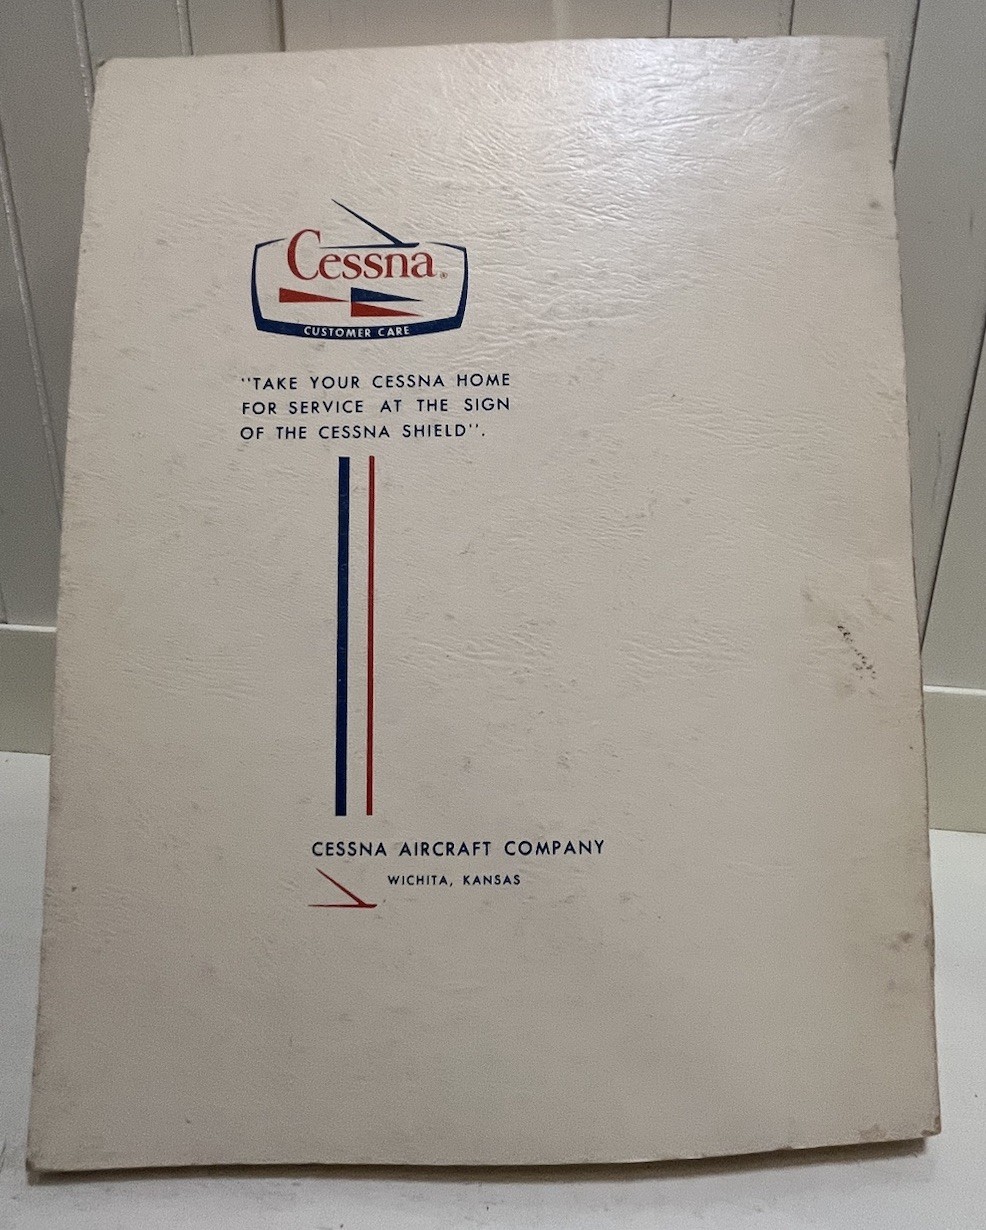 Cessna®
CUSTOMER CARE
"TAKE YOUR CESSNA HOME
FOR SERVICE AT THE SIGN
OF THE CESSNA SHIELD".
CESSNA AIRCRAFT COMPANY
WICHITA, KANSAS